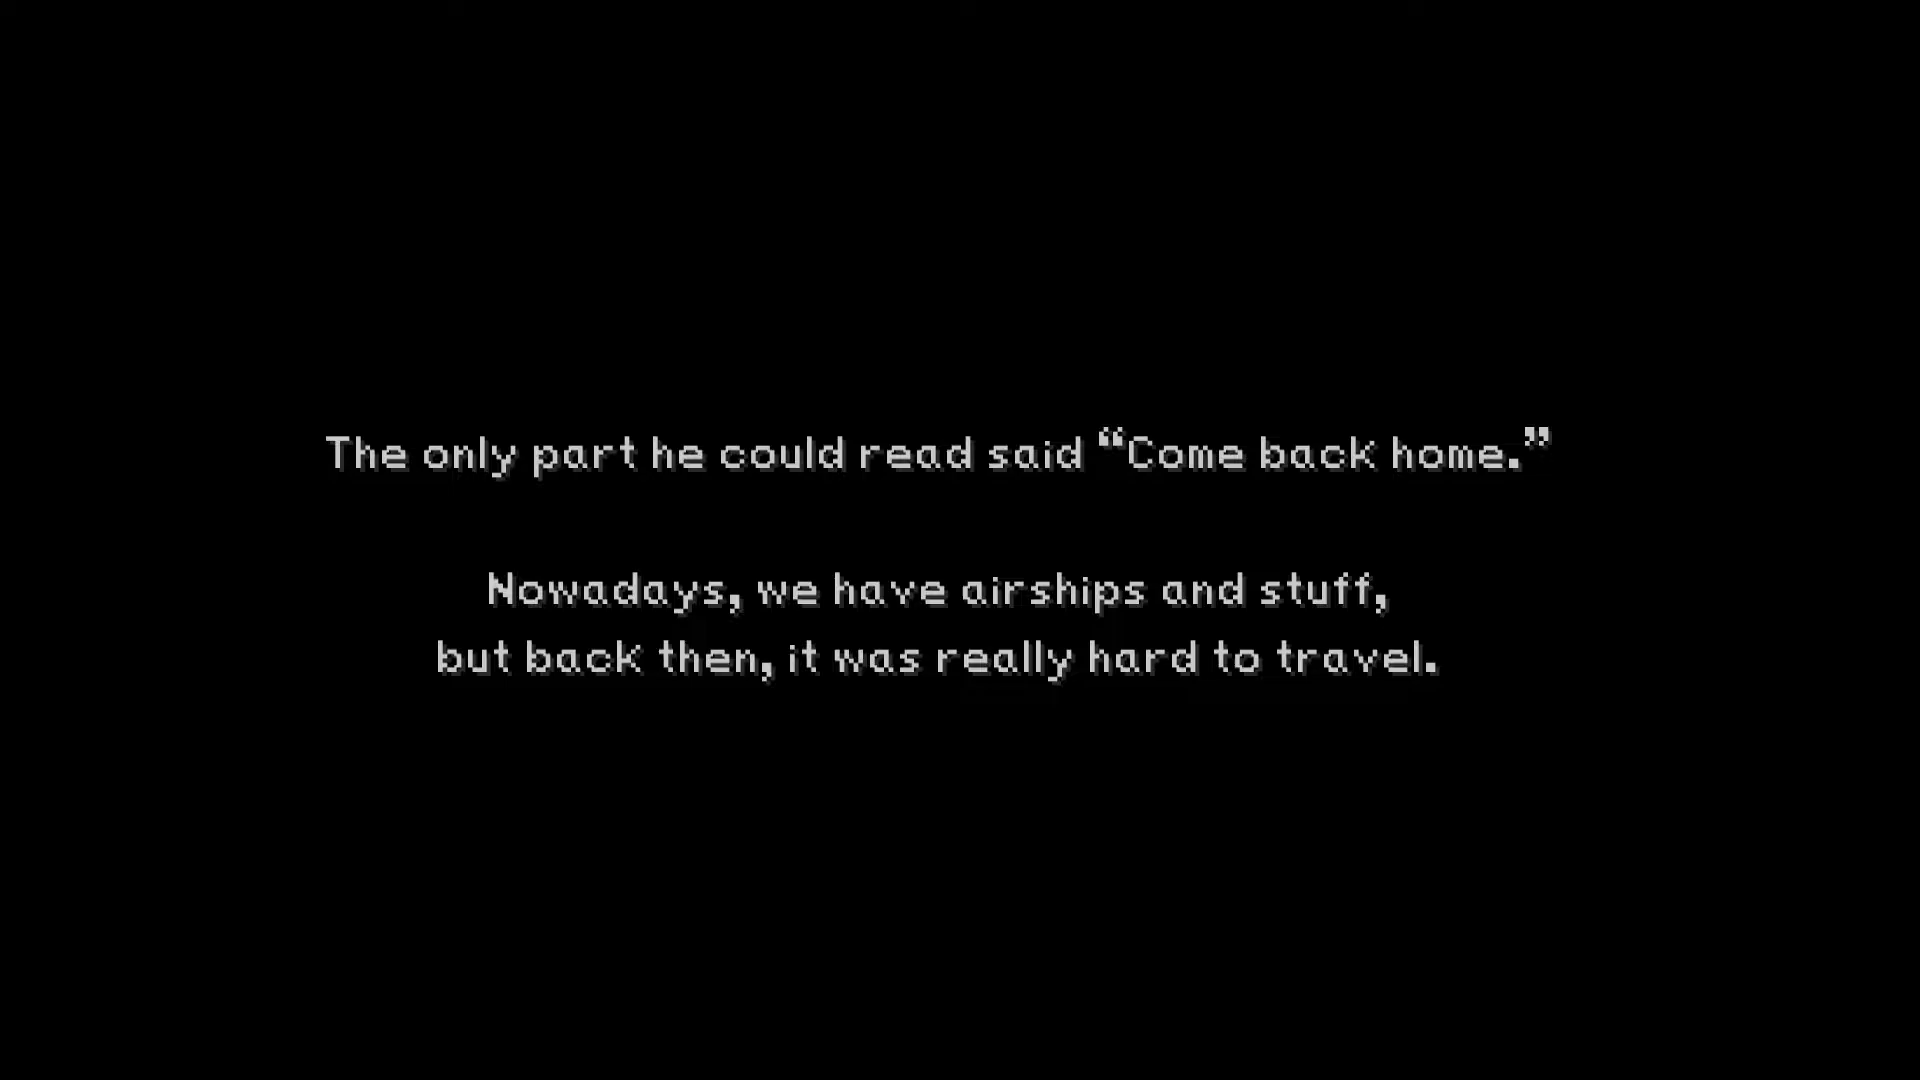 The only part he could read said “Come back home.”
Nowadays, we have airships and stuff,
but back then, it was really hard to travel.